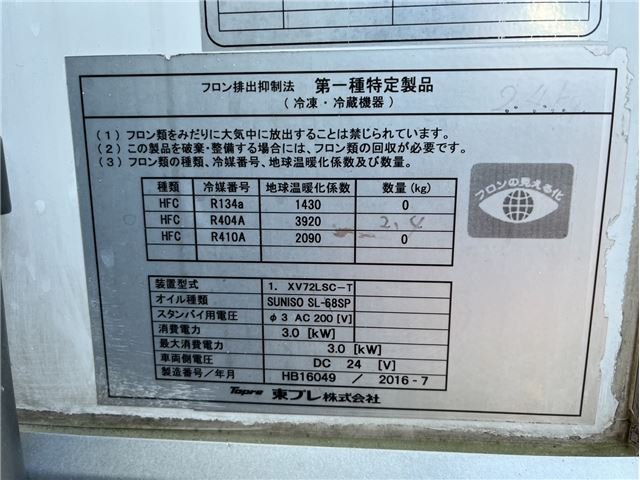 フロン排出抑制法 第一種特定製品
(冷凍・冷蔵機器)
(1) フロン類をみだりに大気中に放出することは禁じられています。
(2) この製品を破棄・整備する場合には、フロン類の回収が必要です。
(3) フロン類の種類、冷媒番号、地球温暖化係数及び数量。
種類 冷媒番号 地球温暖化係数 数量 (kg)
HFC R134a 1430 0
HFC R404A 3920 2,4
HFC R410A 2090 0
フロンの見える化
装置型式 1. XV72LSC-T
オイル種類 SUNISO SL-68SP
スタンバイ用電圧 φ3 AC 200 [V]
消費電力 3.0 [kW]
最大消費電力 3.0 [kW]
車両側電圧 DC 24 [V]
製造番号/年月 HB16049 / 2016-7
Topre 東プレ株式会社